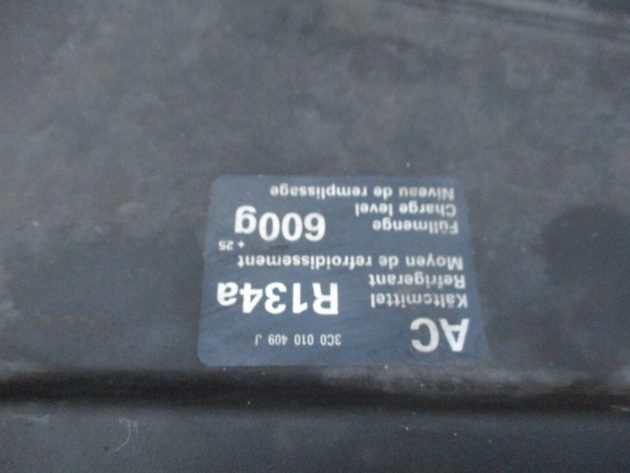 AC 3C0 010 409 J
Kältemittel
Refrigerant R134a
Moyen de refroidissement
Füllmenge + 25
Charge level 600g
Niveau de remplissage